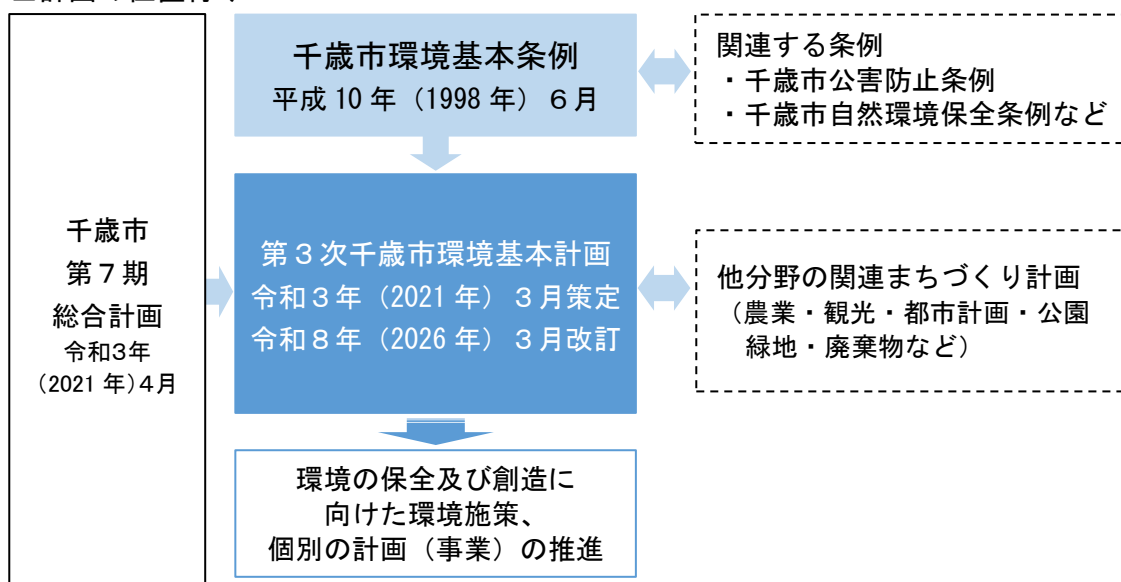 千歳市環境基本条例
平成10年（1998年）６月
関連する条例
・千歳市公害防止条例
・千歳市自然環境保全条例など
千歳市
第７期
総合計画
令和3年
(2021年)4月
第３次千歳市環境基本計画
令和３年（2021年）３月策定
令和８年（2026年）３月改訂
他分野の関連まちづくり計画
（農業・観光・都市計画・公園
緑地・廃棄物など）
環境の保全及び創造に
向けた環境施策、
個別の計画（事業）の推進